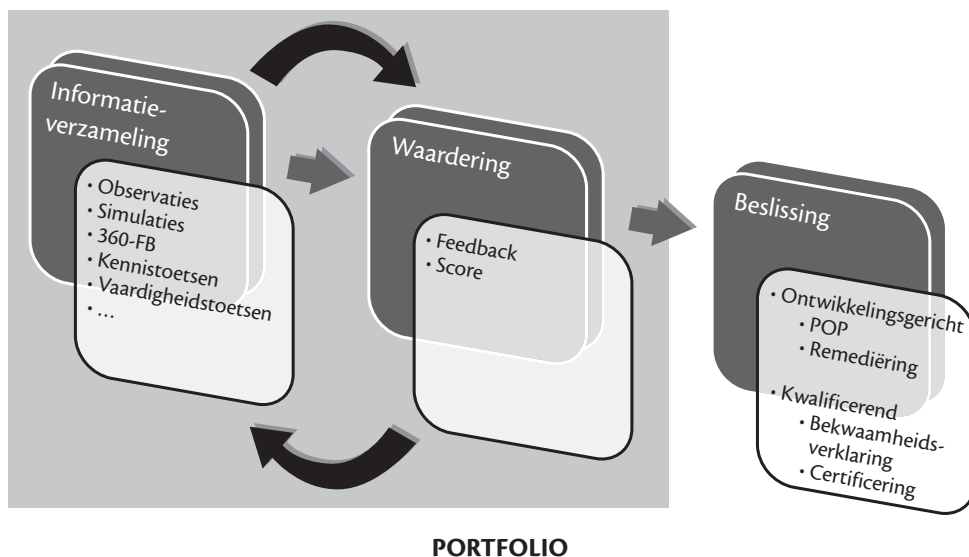 Informatie-
verzameling
• Observaties
• Simulaties
• 360-FB
• Kennistoetsen
• Vaardigheidstoetsen
• ...
Waardering
• Feedback
• Score
Beslissing
• Ontwikkelingsgericht
• POP
• Remediëring
• Kwalificerend
• Bekwaamheids-
verklaring
• Certificering
PORTFOLIO